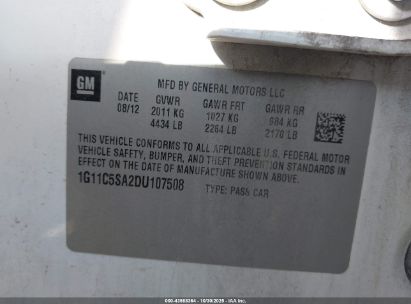 GM
MFD BY GENERAL MOTORS LLC
DATE GVWR GAWR FRT GAWR RR
08/12 2011 KG 1027 KG 984 KG
4434 LB 2264 LB 2170 LB
THIS VEHICLE CONFORMS TO ALL APPLICABLE U.S. FEDERAL MOTOR
VEHICLE SAFETY, BUMPER, AND THEFT PREVENTION STANDARDS IN
EFFECT ON THE DATE OF MANUFACTURE SHOWN ABOVE.
1G11C5SA2DU107508 TYPE: PASS CAR